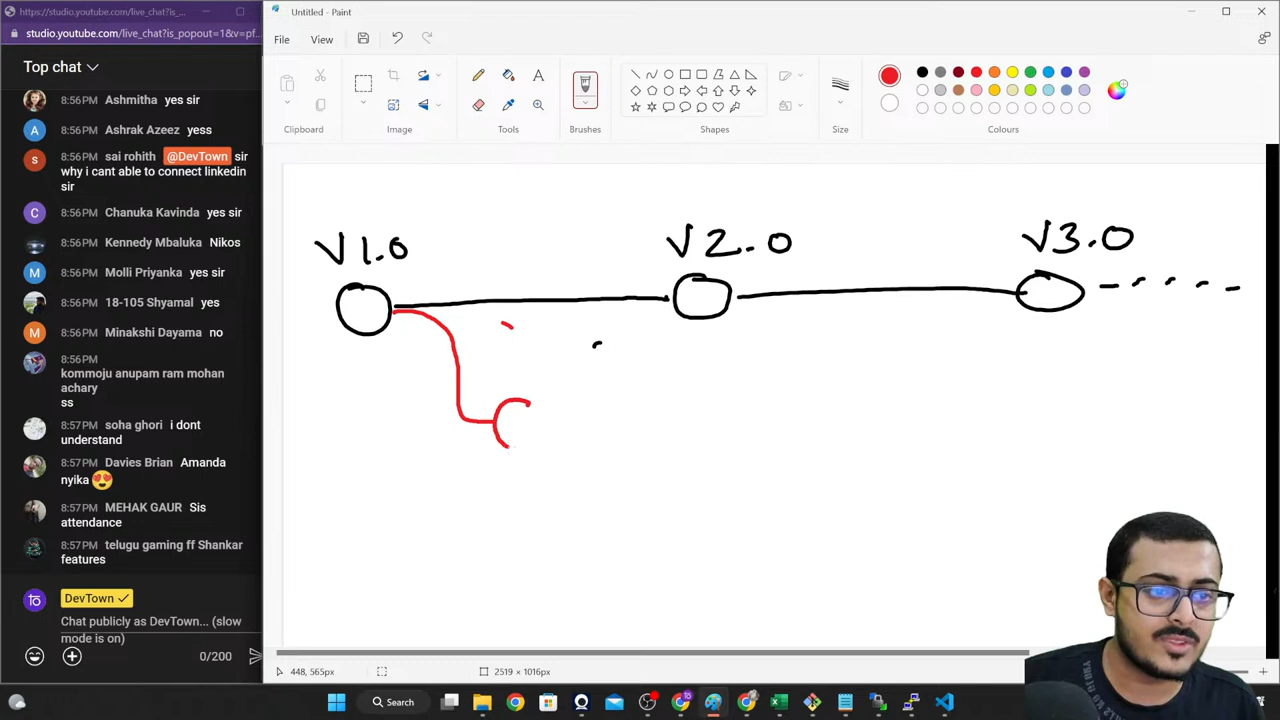 https://studio.youtube.com/live_chat?is_p...
studio.youtube.com/live_chat?is_popout=1&v=pf...
Top chat
8:56PM Ashmitha yes sir
8:56PM Ashrak Azeez yess
8:56PM sai rohith @DevTown sir
why i cant able to connect linkedin
sir
8:56PM Chanuka Kavinda yes sir
8:56PM Kennedy Mbaluka Nikos
8:56PM Molli Priyanka yes sir
8:56PM 18-105 Shyamal yes
8:56PM Minakshi Dayama no
8:56PM
kommoju anupam ram mohan
achary
ss
8:56PM soha ghori i dont
understand
8:57PM Davies Brian Amanda
nyika 😍
8:57PM MEHAK GAUR Sis
attendance
8:57PM telugu gaming ff Shankar
features
DevTown
Chat publicly as DevTown... (slow
mode is on)
0/200
Untitled - Paint
File View
Clipboard Image Tools Brushes Shapes Size Colours
V1.0 V2.0 V3.0
448, 565px 2519 × 1016px
Search